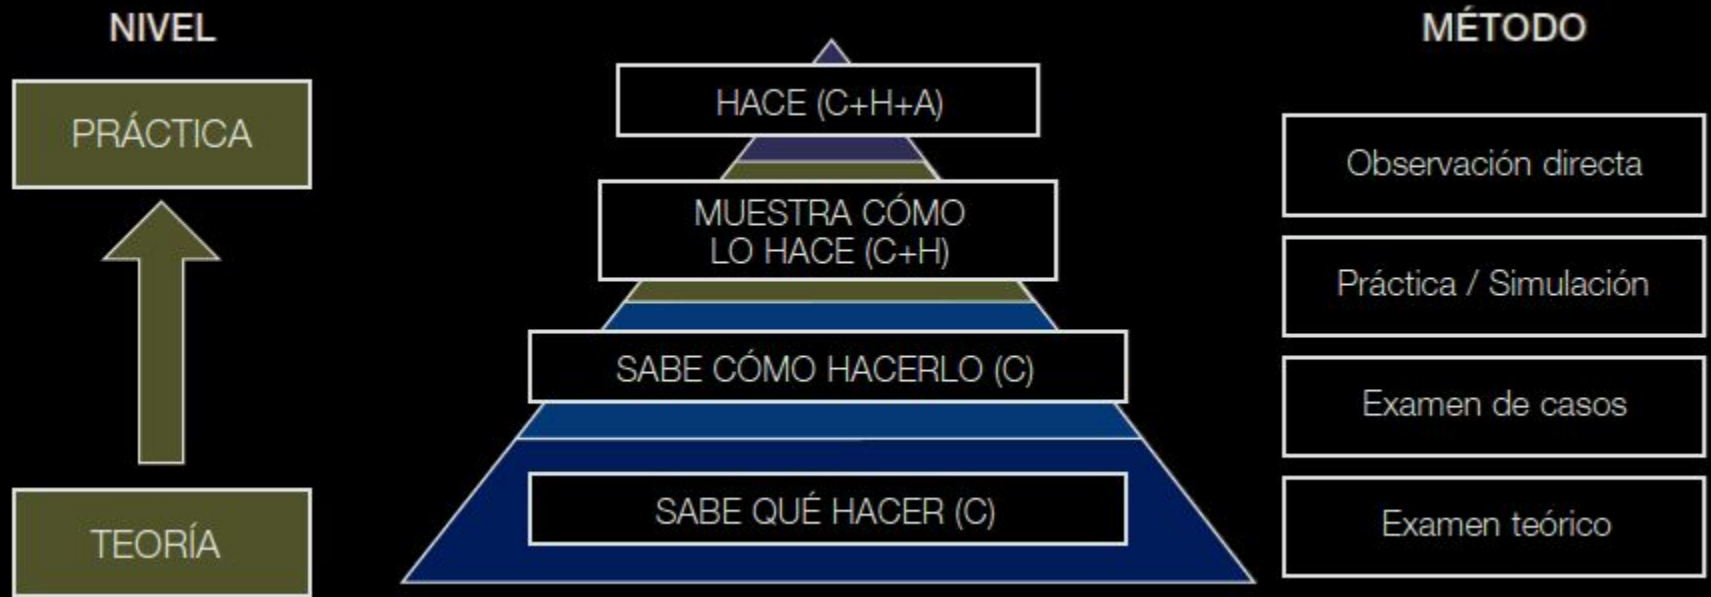 NIVEL
MÉTODO
PRÁCTICA
TEORÍA
HACE (C+H+A)
MUESTRA CÓMO
LO HACE (C+H)
SABE CÓMO HACERLO (C)
SABE QUÉ HACER (C)
Observación directa
Práctica / Simulación
Examen de casos
Examen teórico